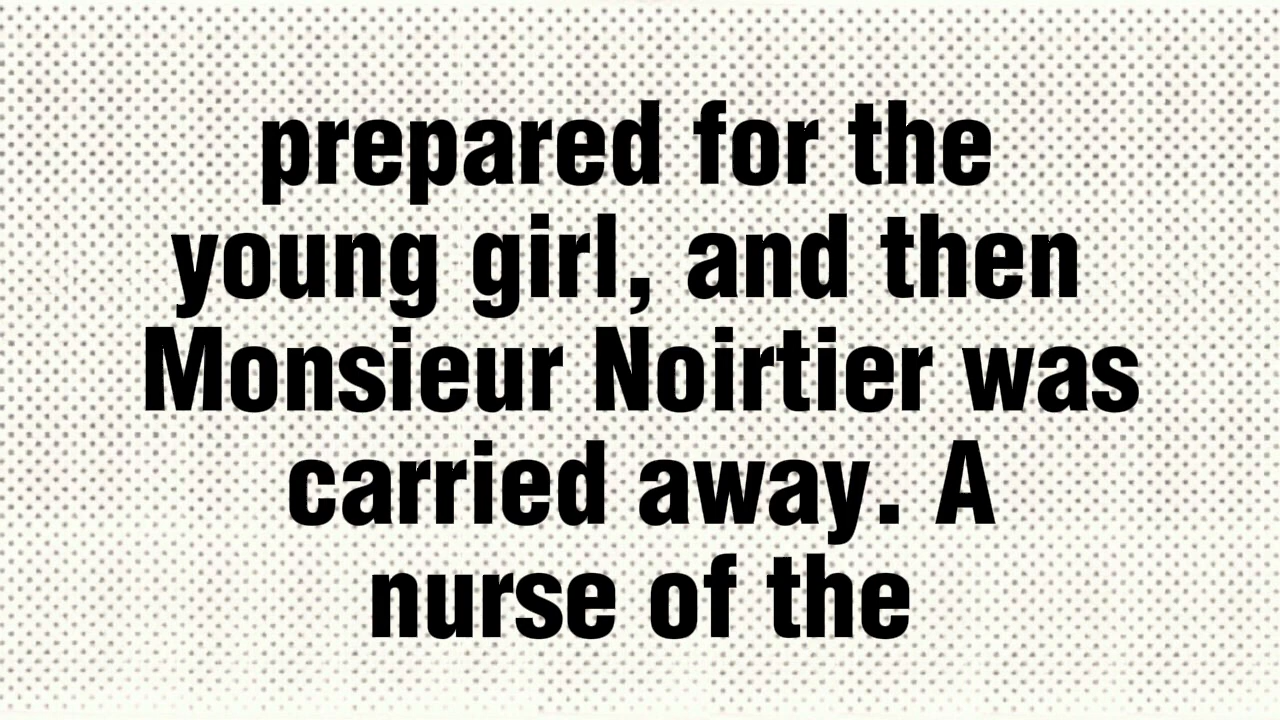 prepared for the
young girl, and then
Monsieur Noirtier was
carried away. A
nurse of the